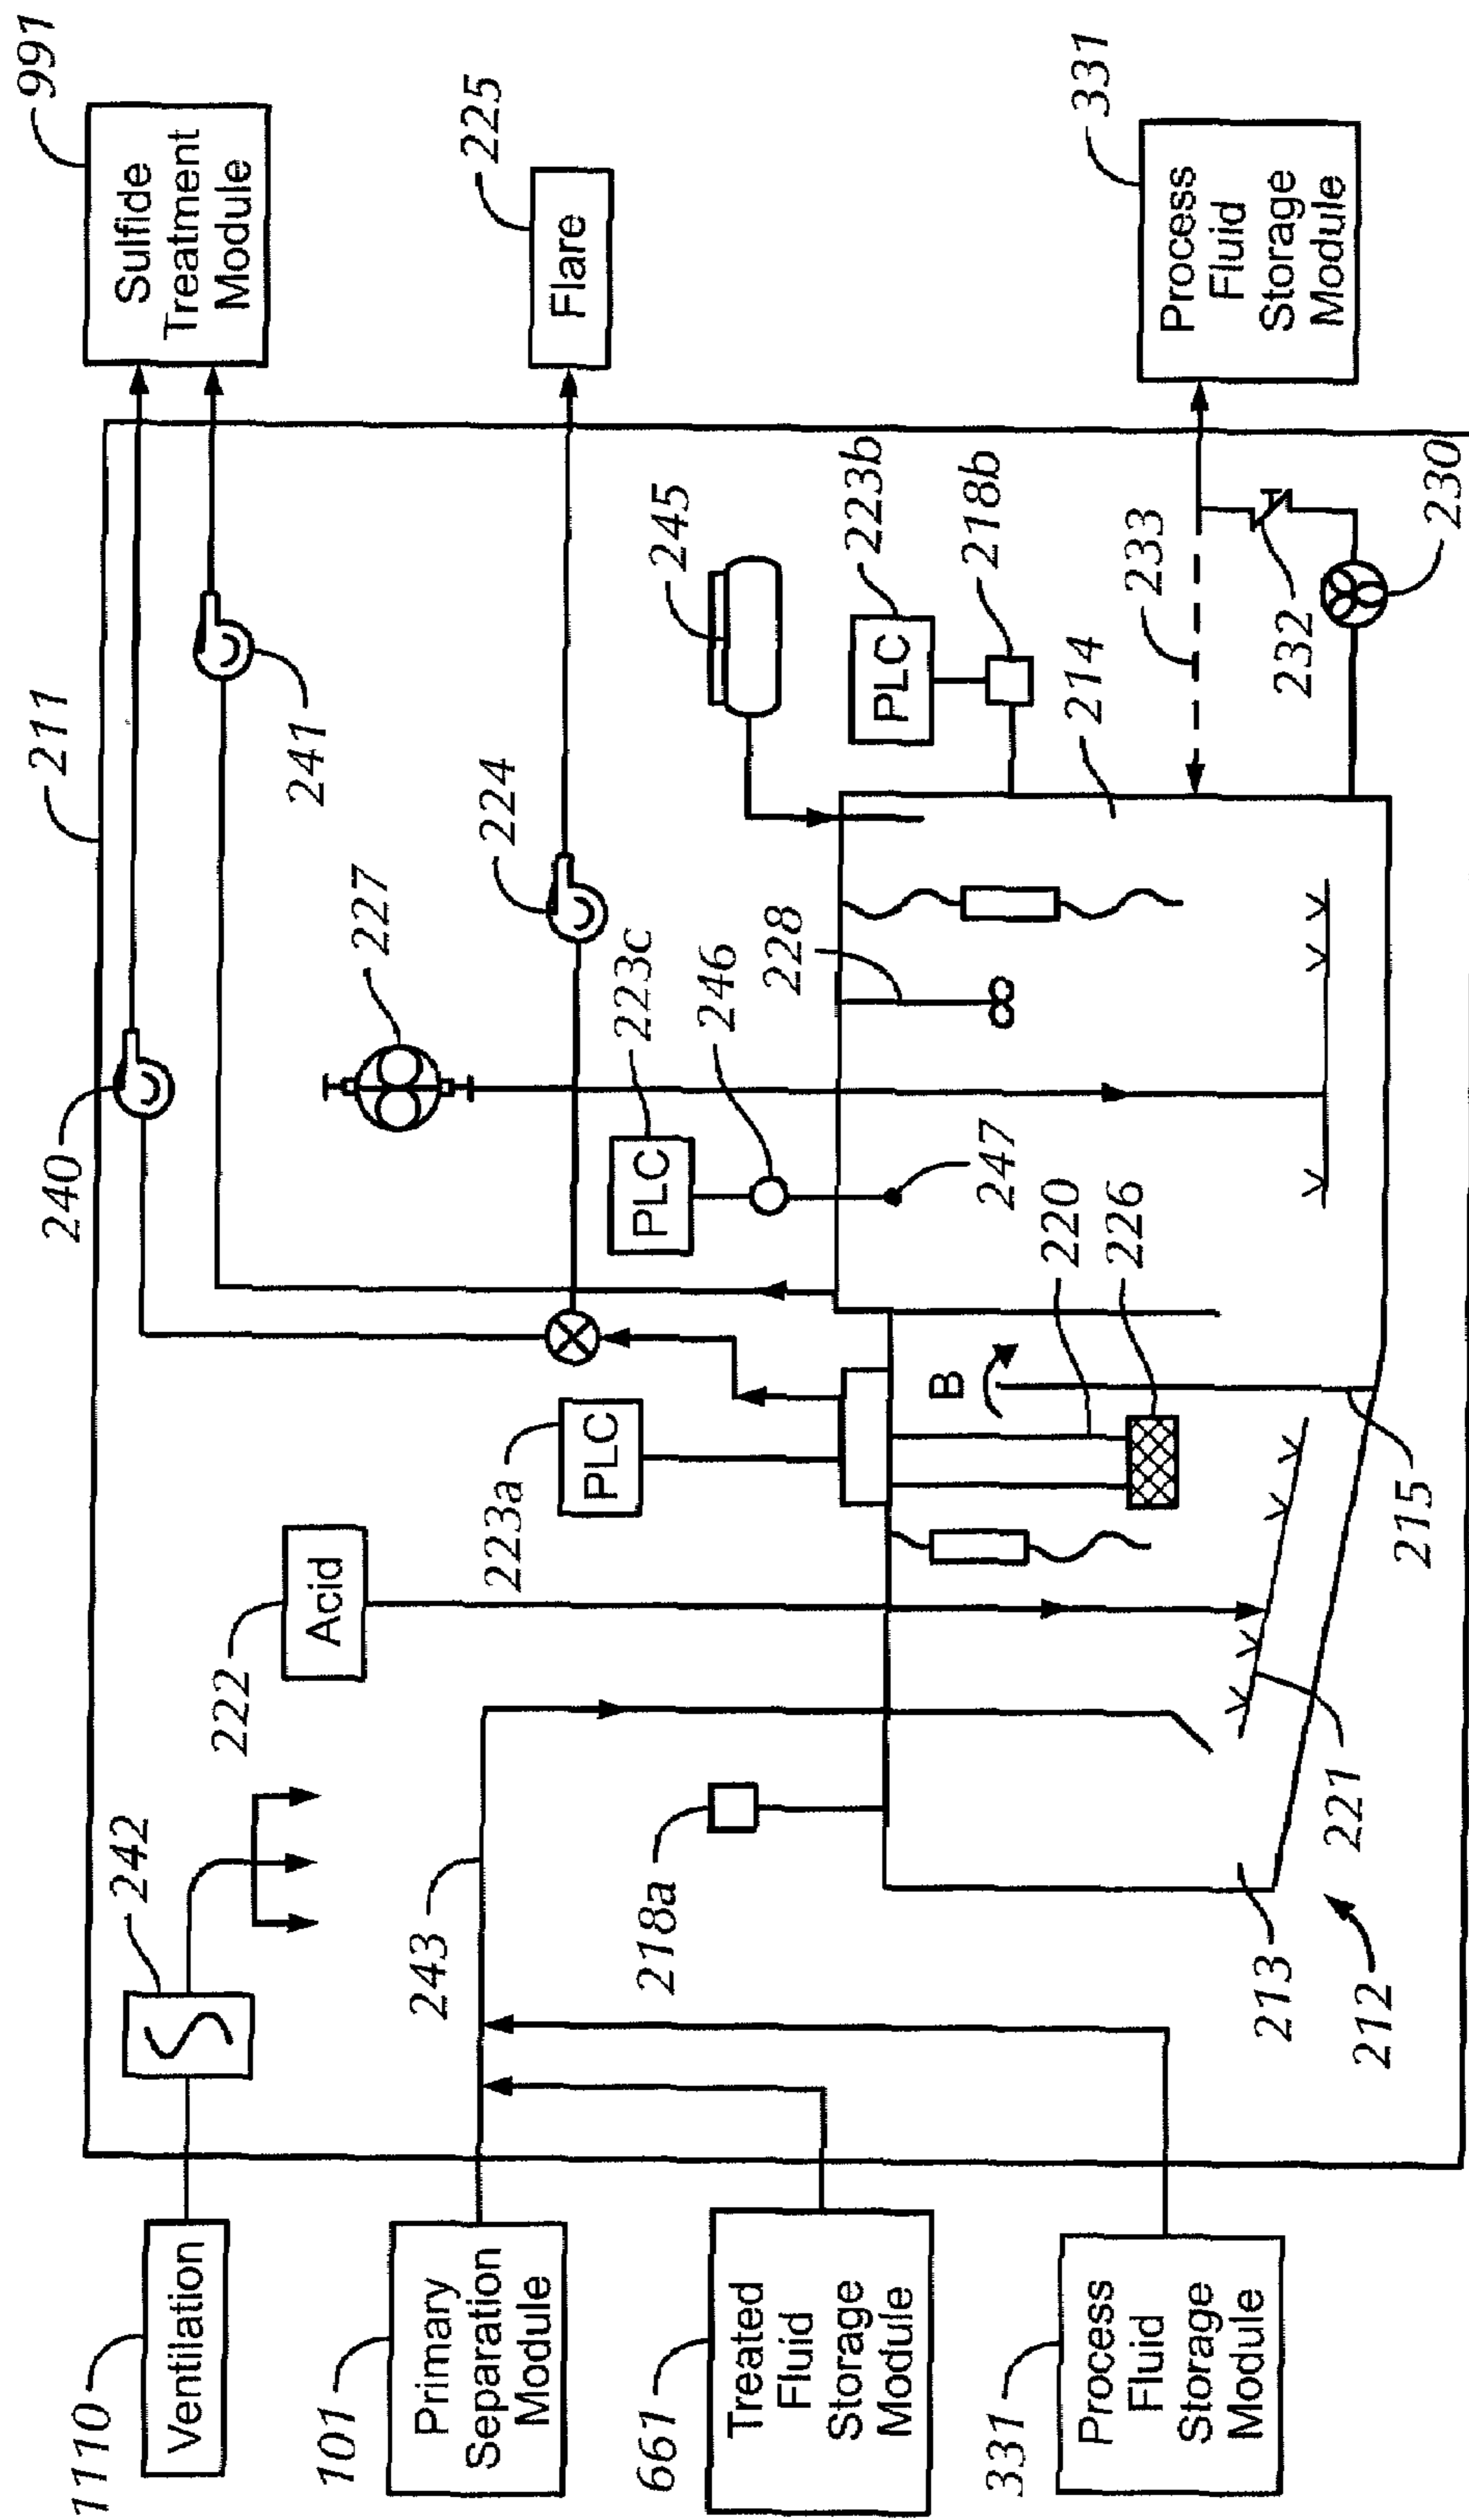 1110
Ventilation
242
101
Primary
Separation
Module
243
661
Treated
Fluid
Storage
Module
331
Process
Fluid
Storage
Module
222
Acid
218a
213
212
221
223a
PLC
B
220
226
215
240
211
241
227
224
223c
PLC
246
247
228
245
223b
PLC
218b
214
233
232
230
991
Sulfide
Treatment
Module
225
Flare
331
Process
Fluid
Storage
Module